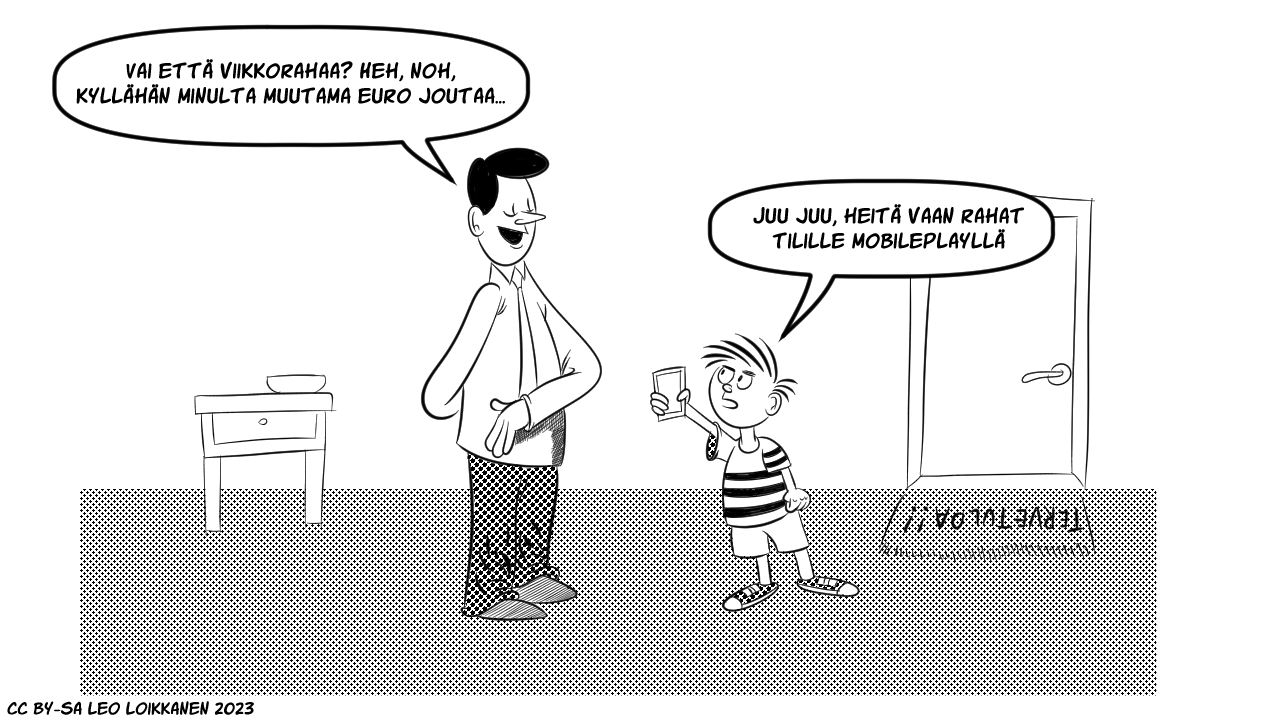 VAI ETTÄ VIIKKORAHAA? HEH, NOH,
KYLLÄHÄN MINULTA MUUTAMA EURO JOUTAA...
JUU JUU, HEITÄ VAAN RAHAT
TILILLE MOBILEPLAYLLÄ
TERVETULOA!!
CC BY-SA LEO LOIKKANEN 2023